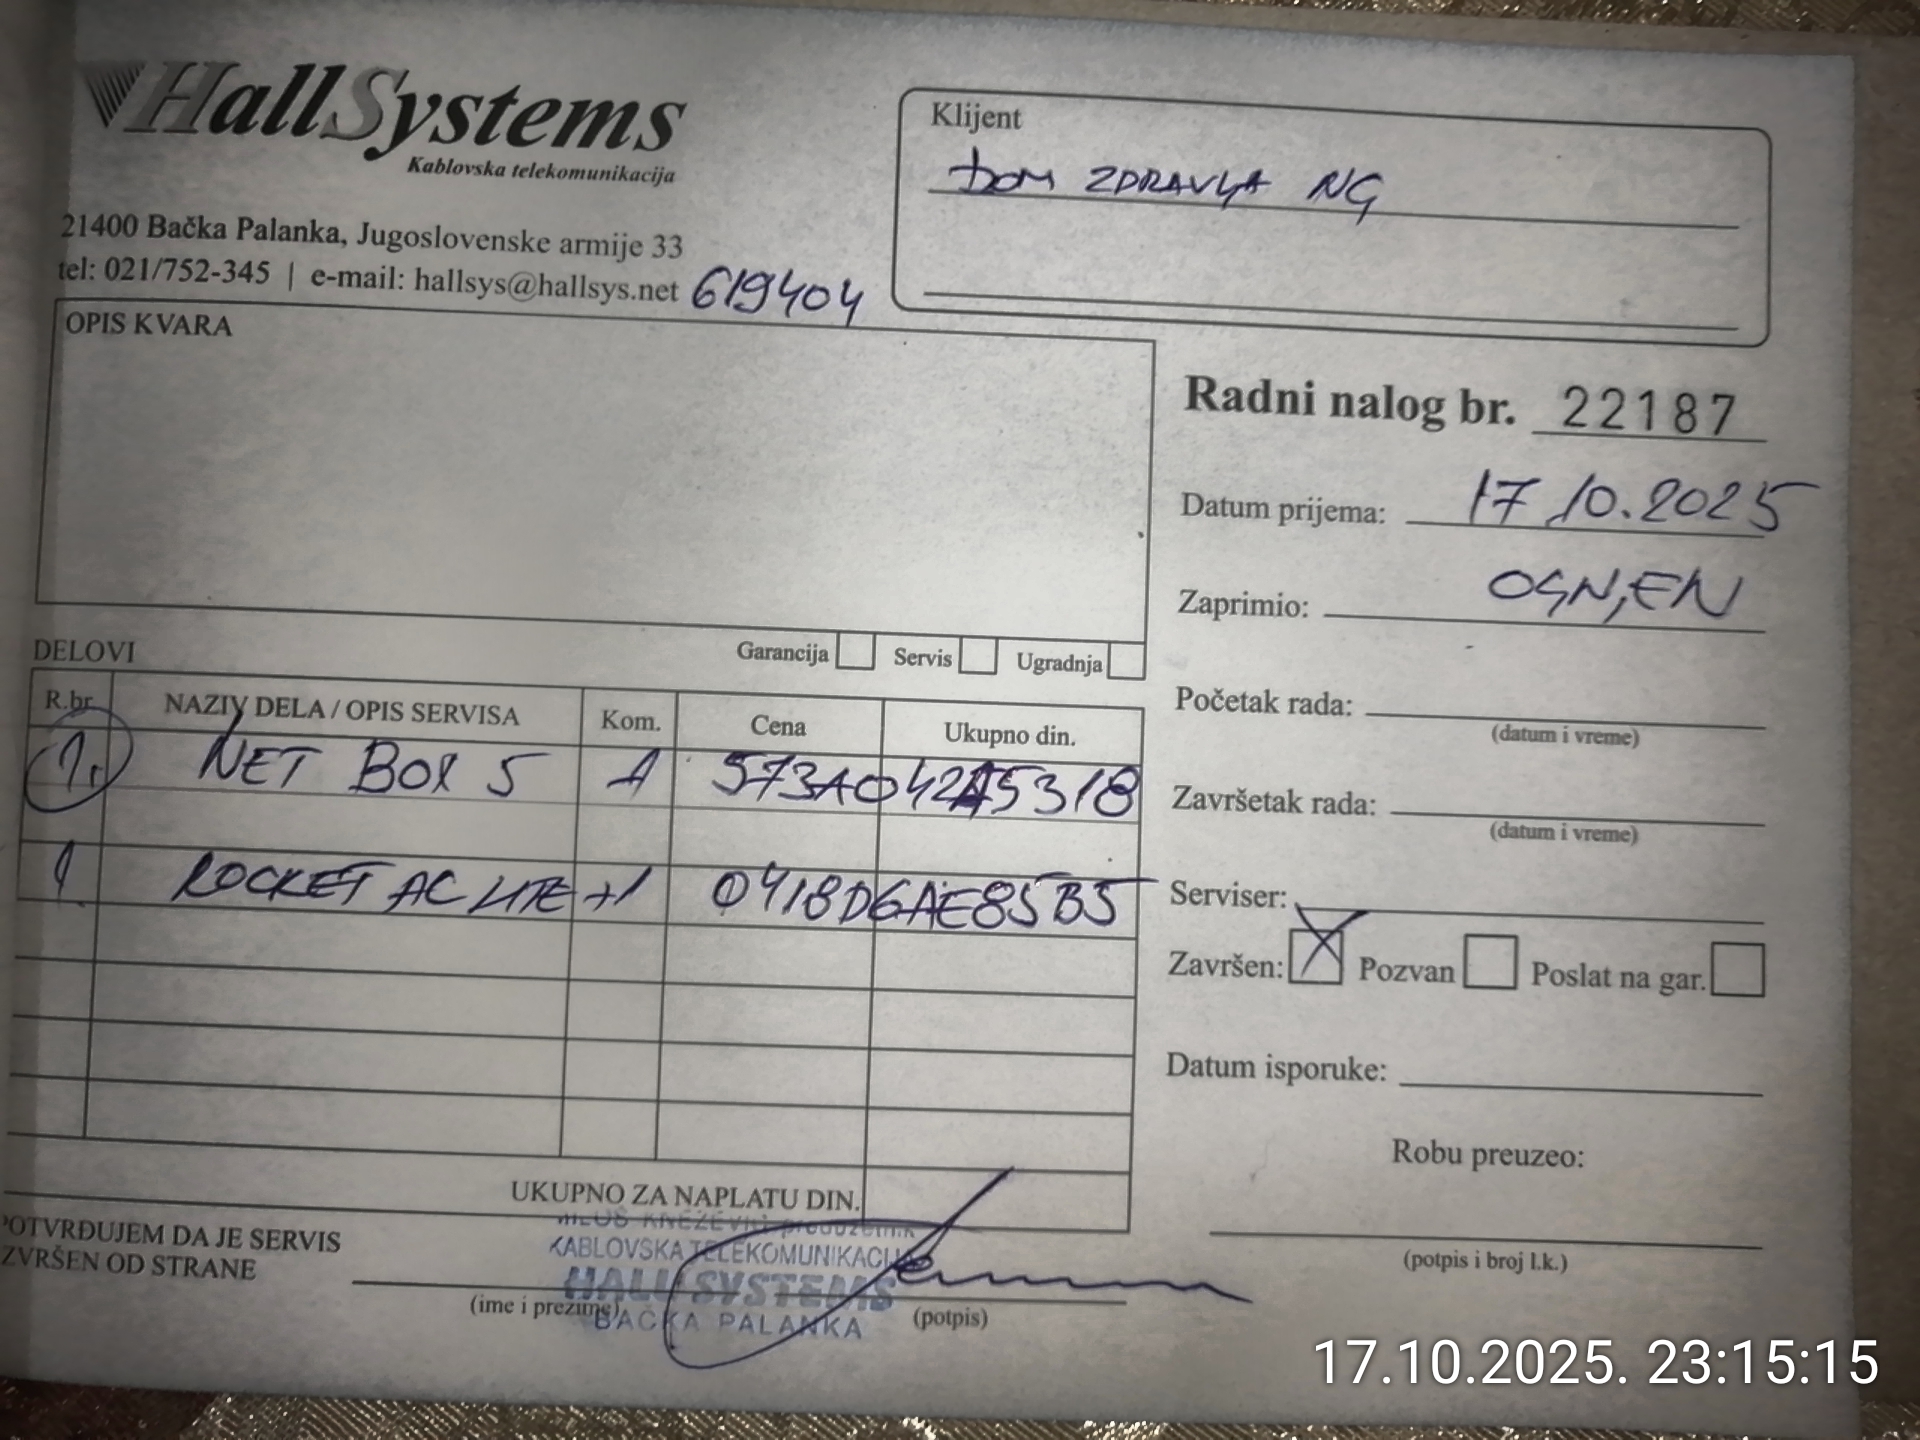 HallSystems
Kablovska telekomunikacija
21400 Bačka Palanka, Jugoslovenske armije 33
tel: 021/752-345 | e-mail: hallsys@hallsys.net 619404
Klijent
DOM ZDRAVLJA NG
OPIS KVARA
Radni nalog br. 22187
Datum prijema: 17.10.2025
Zaprimio: OGNJEN
Garancija Servis Ugradnja
DELOVI
R.br. NAZIV DELA / OPIS SERVISA Kom. Cena Ukupno din.
1. NET BOX 5 1 573A042A5318
1. ROCKET AC LITE +1 0418D6AE85B5
Početak rada:
(datum i vreme)
Završetak rada:
(datum i vreme)
Serviser:
Završen: X Pozvan Poslat na gar.
Datum isporuke:
Robu preuzeo:
(potpis i broj l.k.)
UKUPNO ZA NAPLATU DIN.
POTVRĐUJEM DA JE SERVIS
IZVRŠEN OD STRANE
(ime i prezime)
(potpis)
KABLOVSKA TELEKOMUNIKACIJA
HALL SYSTEMS
BAČKA PALANKA
17.10.2025. 23:15:15